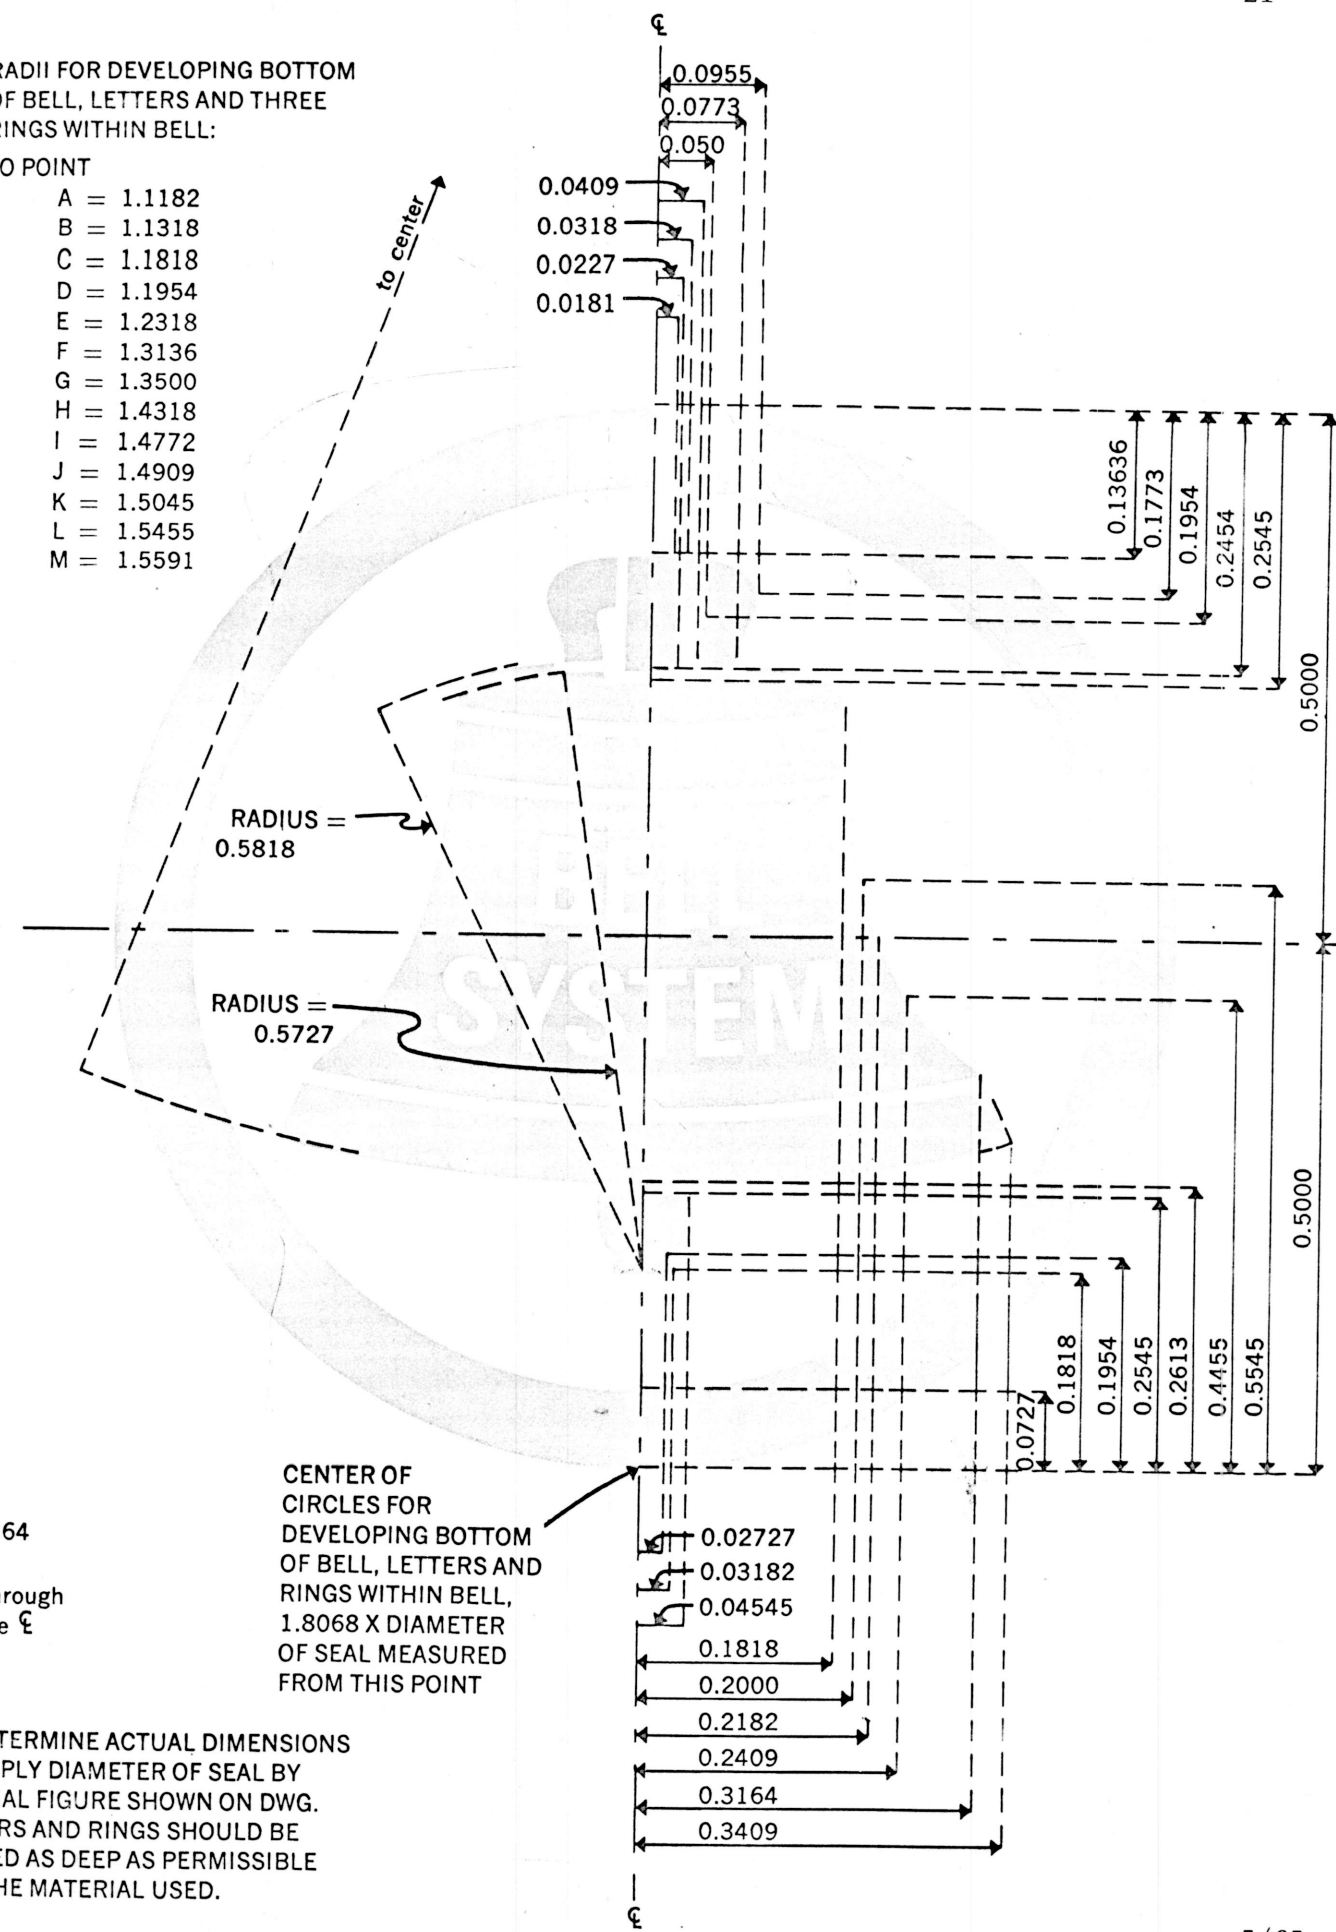 ℄
RADII FOR DEVELOPING BOTTOM
OF BELL, LETTERS AND THREE
RINGS WITHIN BELL:
TO POINT
A = 1.1182
B = 1.1318
C = 1.1818
D = 1.1954
E = 1.2318
F = 1.3136
G = 1.3500
H = 1.4318
I = 1.4772
J = 1.4909
K = 1.5045
L = 1.5455
M = 1.5591
to center
0.0955
0.0773
0.050
0.0409
0.0318
0.0227
0.0181
0.13636
0.1773
0.1954
0.2454
0.2545
0.5000
RADIUS =
0.5818
RADIUS =
0.5727
BELL
SYSTEM
0.5000
0.0727
0.1818
0.1954
0.2545
0.2613
0.4455
0.5545
CENTER OF
CIRCLES FOR
DEVELOPING BOTTOM
OF BELL, LETTERS AND
RINGS WITHIN BELL,
1.8068 X DIAMETER
OF SEAL MEASURED
FROM THIS POINT
64
rough
e ℄
0.02727
0.03182
0.04545
0.1818
0.2000
0.2182
0.2409
0.3164
0.3409
TERMINE ACTUAL DIMENSIONS
PLY DIAMETER OF SEAL BY
AL FIGURE SHOWN ON DWG.
RS AND RINGS SHOULD BE
ED AS DEEP AS PERMISSIBLE
HE MATERIAL USED.
℄